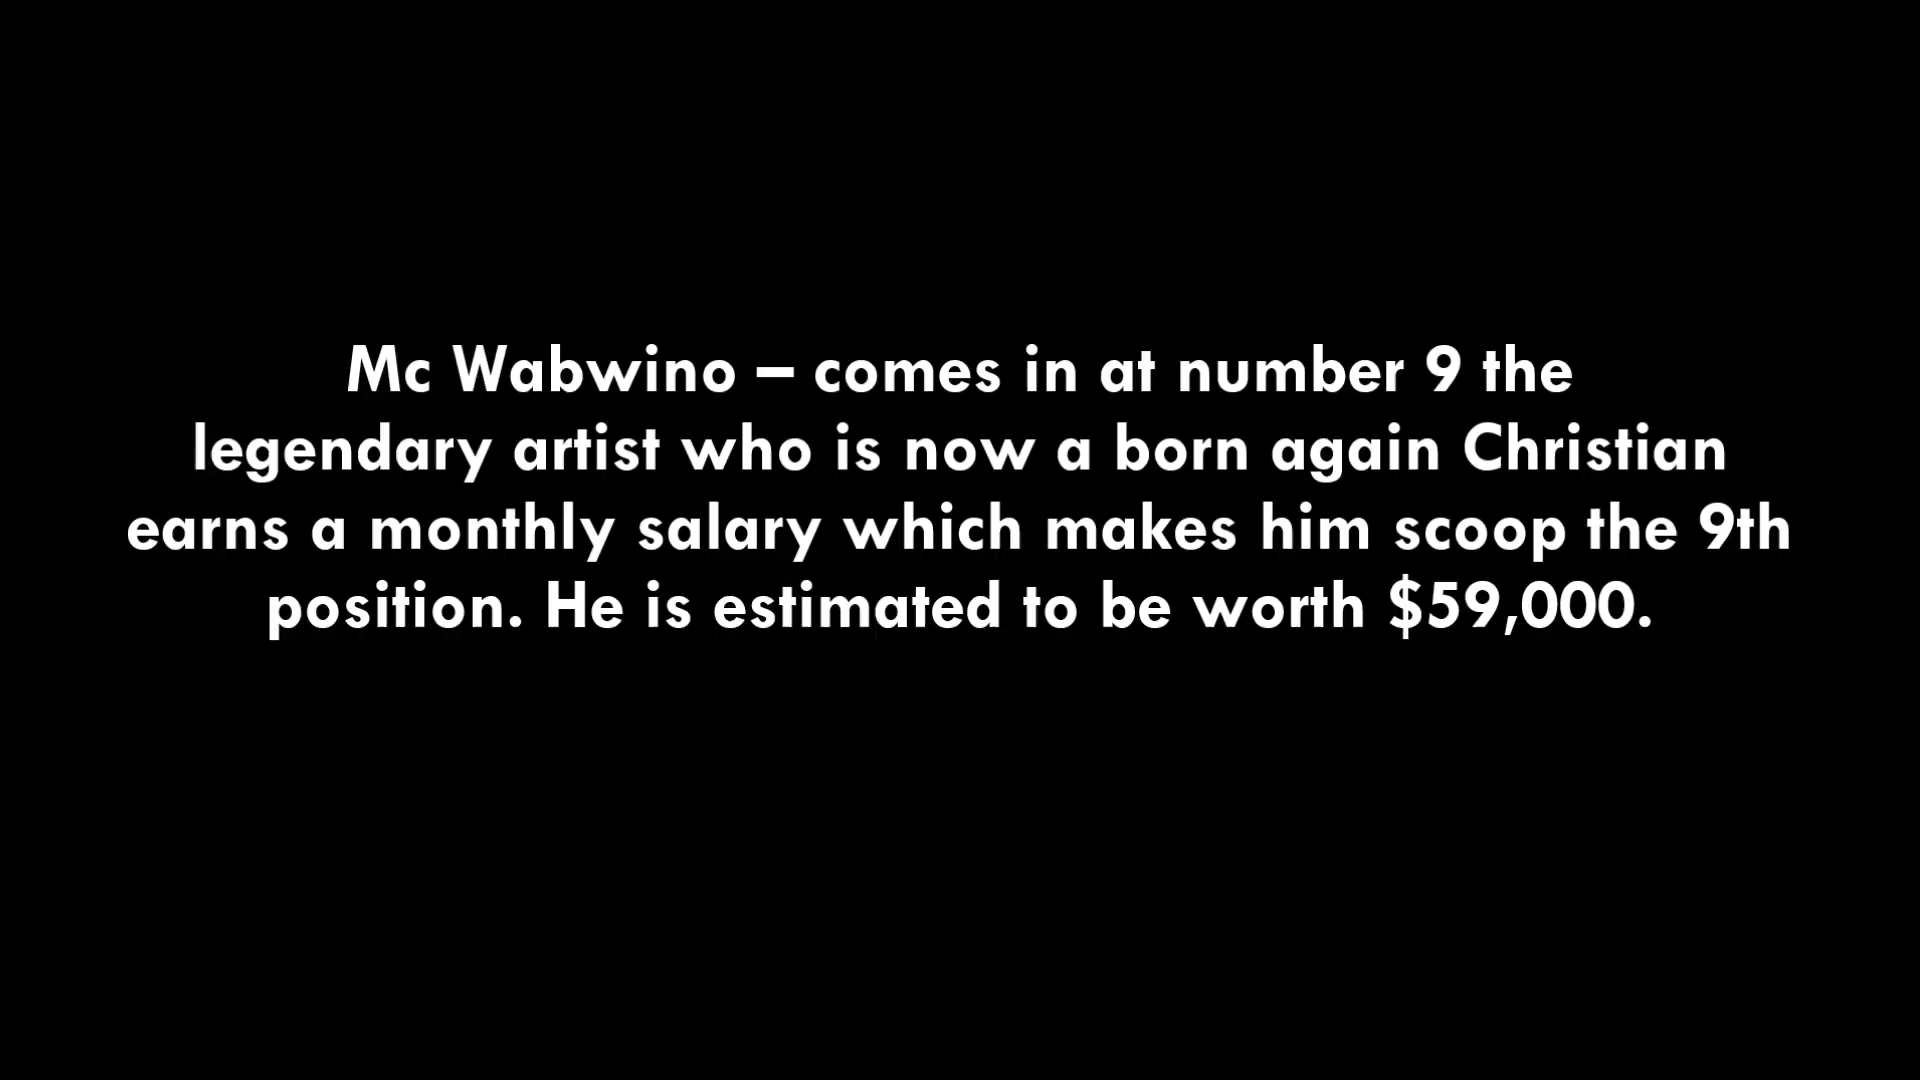 Mc Wabwino – comes in at number 9 the
legendary artist who is now a born again Christian
earns a monthly salary which makes him scoop the 9th
position. He is estimated to be worth $59,000.